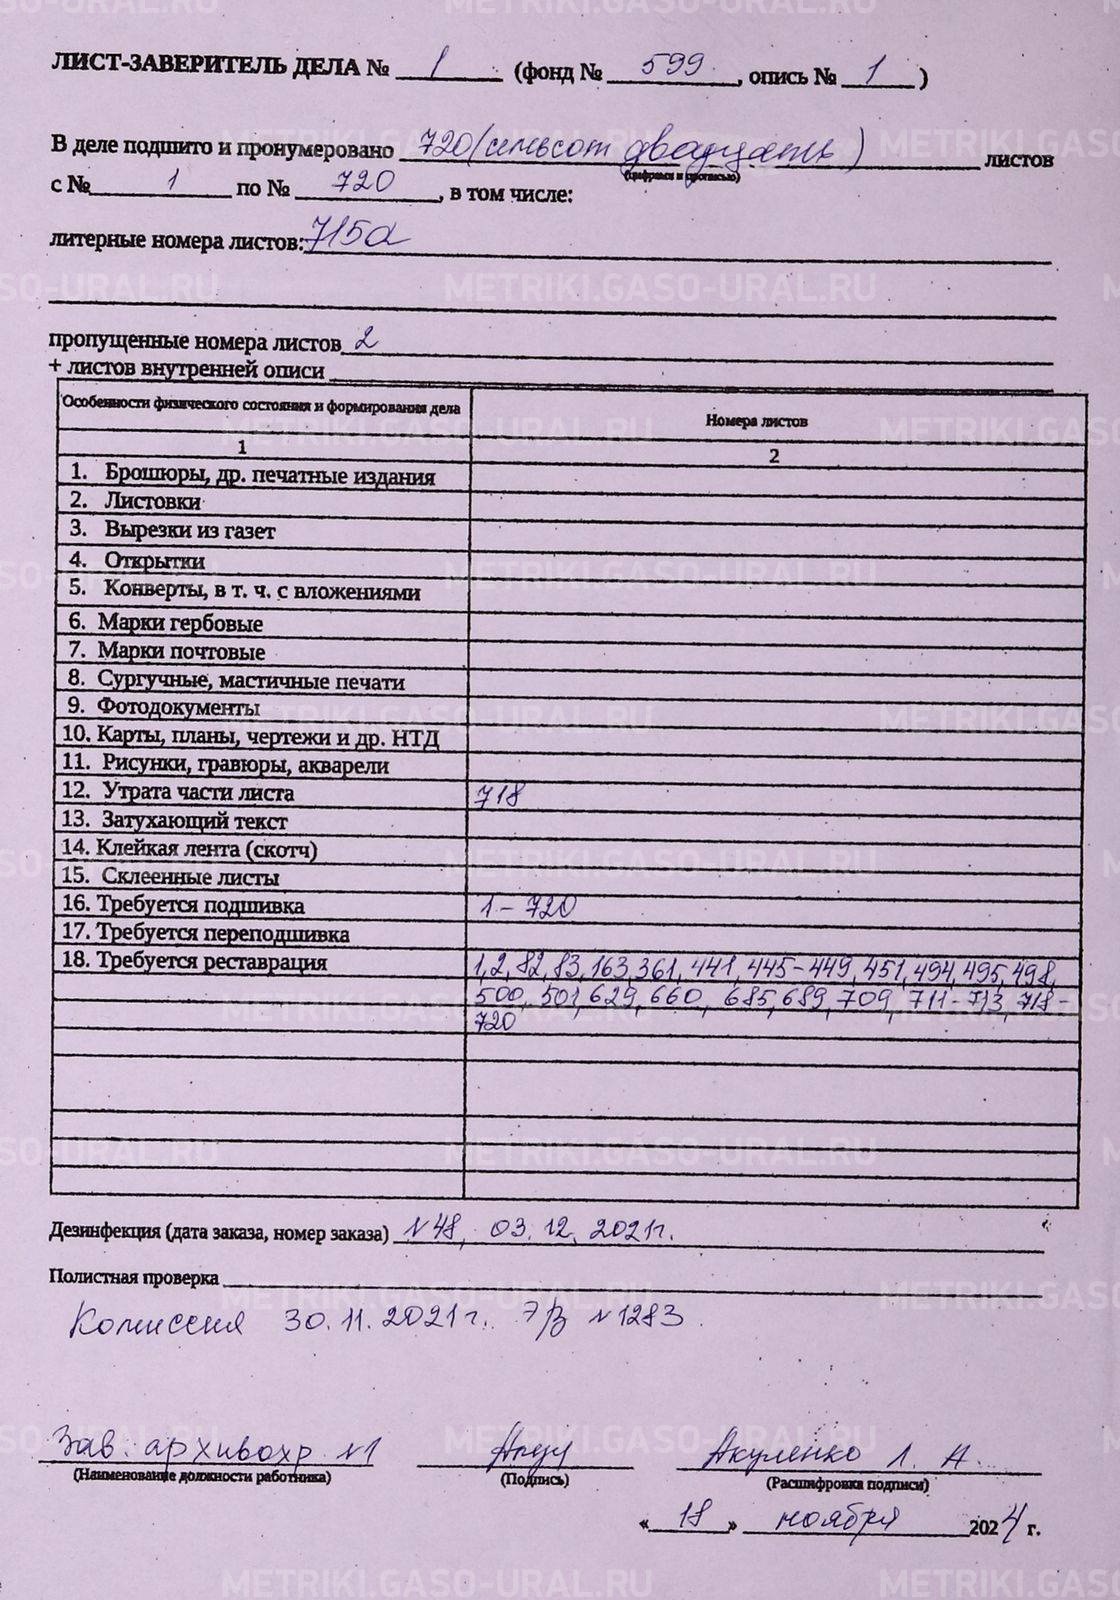 ЛИСТ-ЗАВЕРИТЕЛЬ ДЕЛА № 1 (фонд № 599, опись № 1)
В деле подшито и пронумеровано 720 (семьсот двадцать) листов
(цифрами и прописью)
с № 1 по № 720, в том числе:
литерные номера листов: 715а
пропущенные номера листов 2
+ листов внутренней описи
Особенности физического состояния и формирования дела Номера листов
1 2
1. Брошюры, др. печатные издания
2. Листовки
3. Вырезки из газет
4. Открытки
5. Конверты, в т. ч. с вложениями
6. Марки гербовые
7. Марки почтовые
8. Сургучные, мастичные печати
9. Фотодокументы
10. Карты, планы, чертежи и др. НТД
11. Рисунки, гравюры, акварели
12. Утрата части листа 718
13. Затухающий текст
14. Клейкая лента (скотч)
15. Склеенные листы
16. Требуется подшивка 1 - 720
17. Требуется переподшивка
18. Требуется реставрация 1, 2, 82, 83, 163, 361, 441, 445-449, 451, 494, 495, 498,
500, 501, 629, 660, 685, 689, 709, 711-713, 718-
720
Дезинфекция (дата заказа, номер заказа) №48, 03.12.2021г.
Полистная проверка
Комиссия 30.11.2021г. Э/В №1283.
Зав. архивохр №1 Акуленко Л. А.
(Наименование должности работника) (Подпись) (Расшифровка подписи)
«18» ноября 2024 г.
METRIKI.GASO-URAL.RU